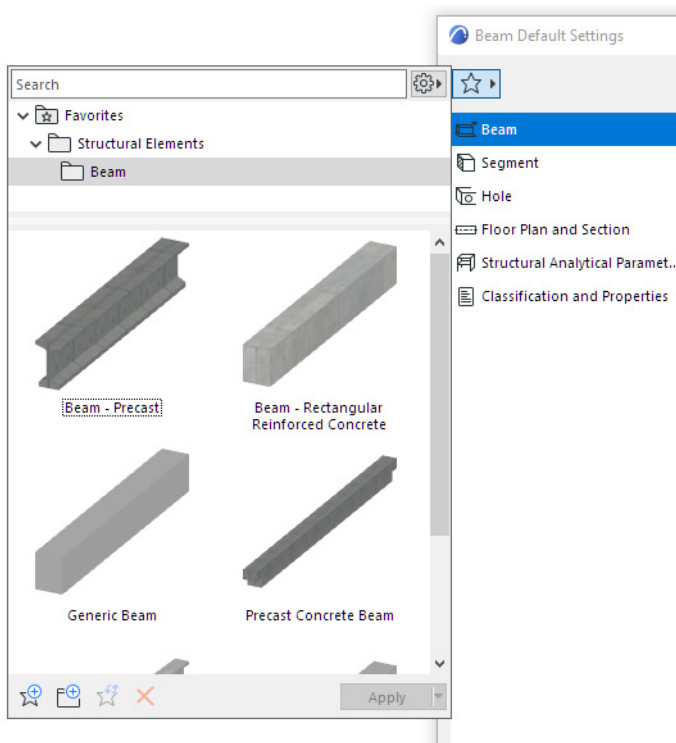 Beam Default Settings
Search
Favorites
Structural Elements
Beam
Beam - Precast
Beam - Rectangular
Reinforced Concrete
Generic Beam
Precast Concrete Beam
Apply
Beam
Segment
Hole
Floor Plan and Section
Structural Analytical Paramet...
Classification and Properties